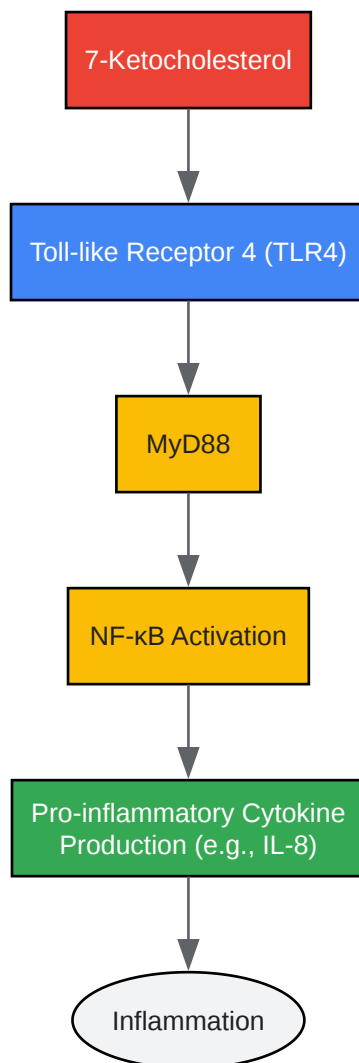 7-Ketocholesterol
Toll-like Receptor 4 (TLR4)
MyD88
NF-κB Activation
Pro-inflammatory Cytokine
Production (e.g., IL-8)
Inflammation